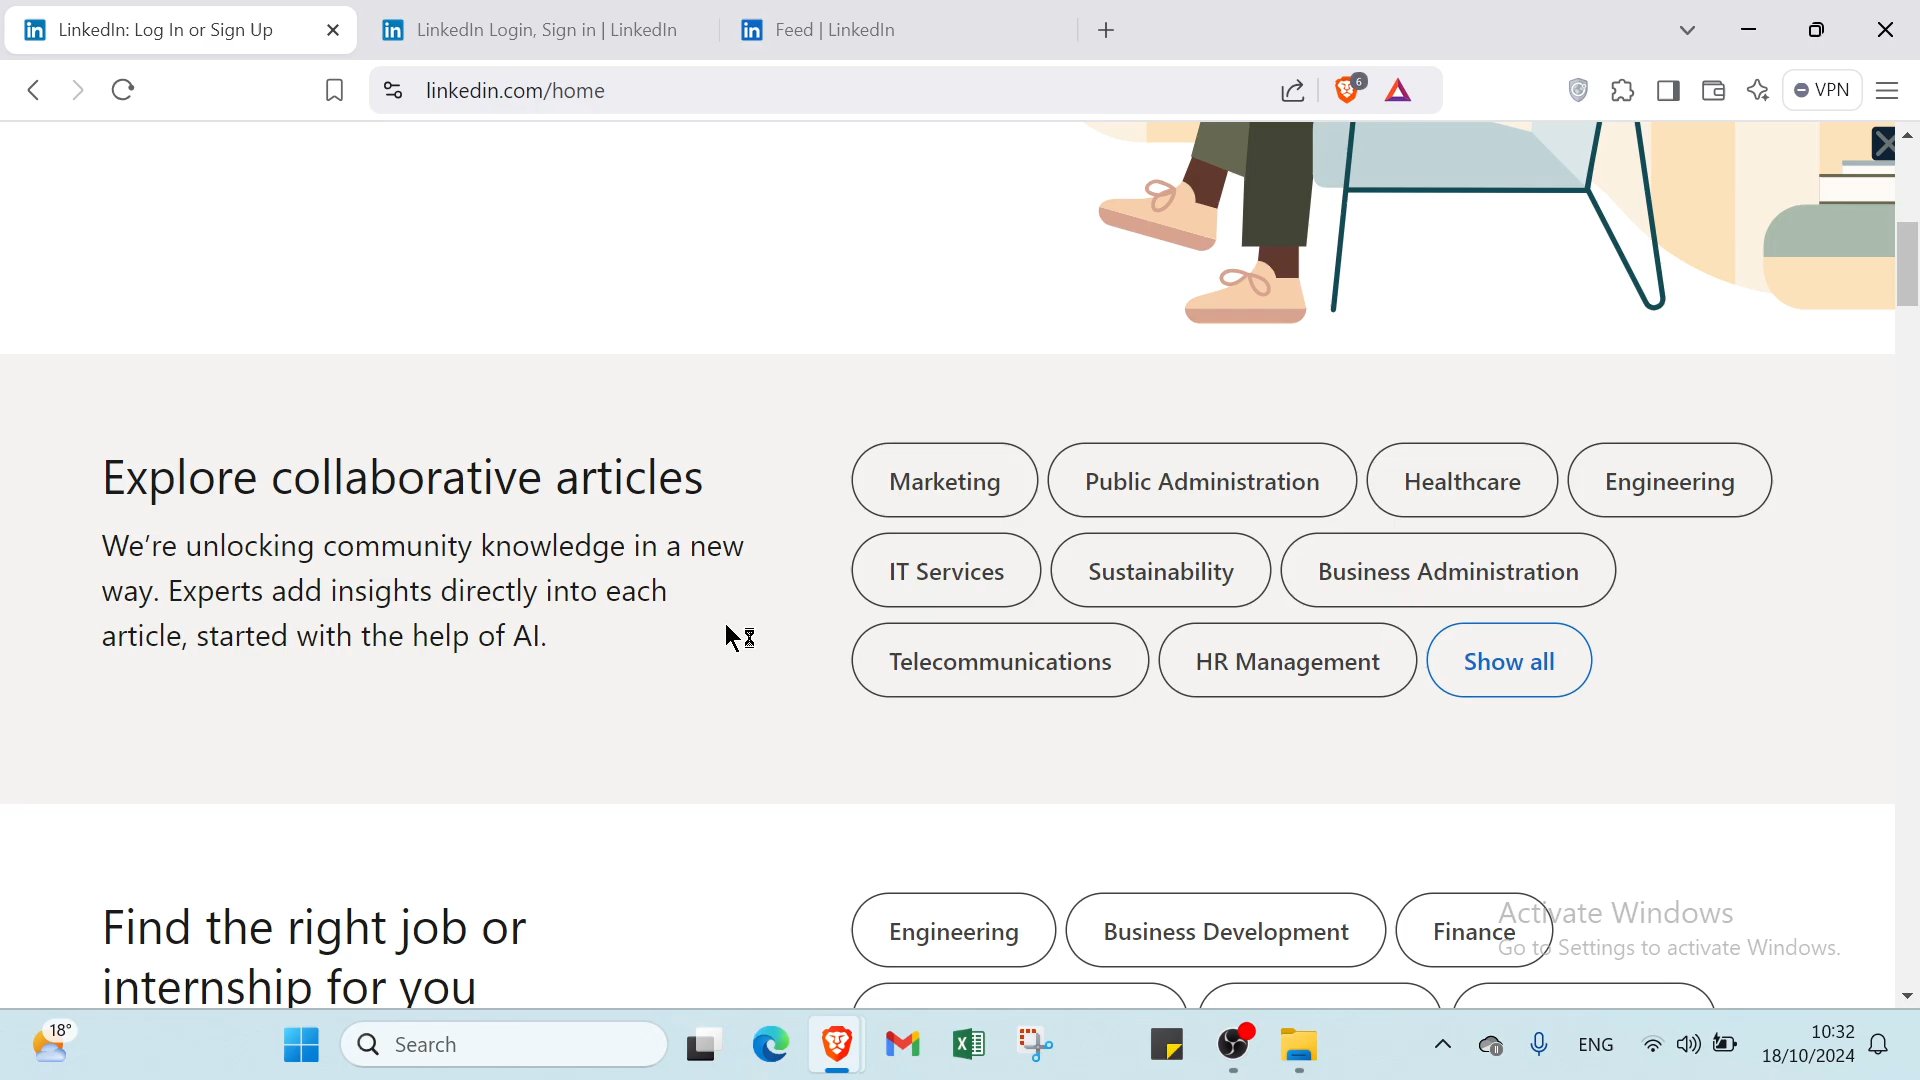 LinkedIn: Log In or Sign Up
LinkedIn Login, Sign in | LinkedIn
Feed | LinkedIn
linkedin.com/home
6
VPN
Explore collaborative articles
We're unlocking community knowledge in a new
way. Experts add insights directly into each
article, started with the help of AI.
Marketing
Public Administration
Healthcare
Engineering
IT Services
Sustainability
Business Administration
Telecommunications
HR Management
Show all
Find the right job or
internship for you
Engineering
Business Development
Finance
Activate Windows
Go to Settings to activate Windows.
18°
Search
ENG
10:32
18/10/2024